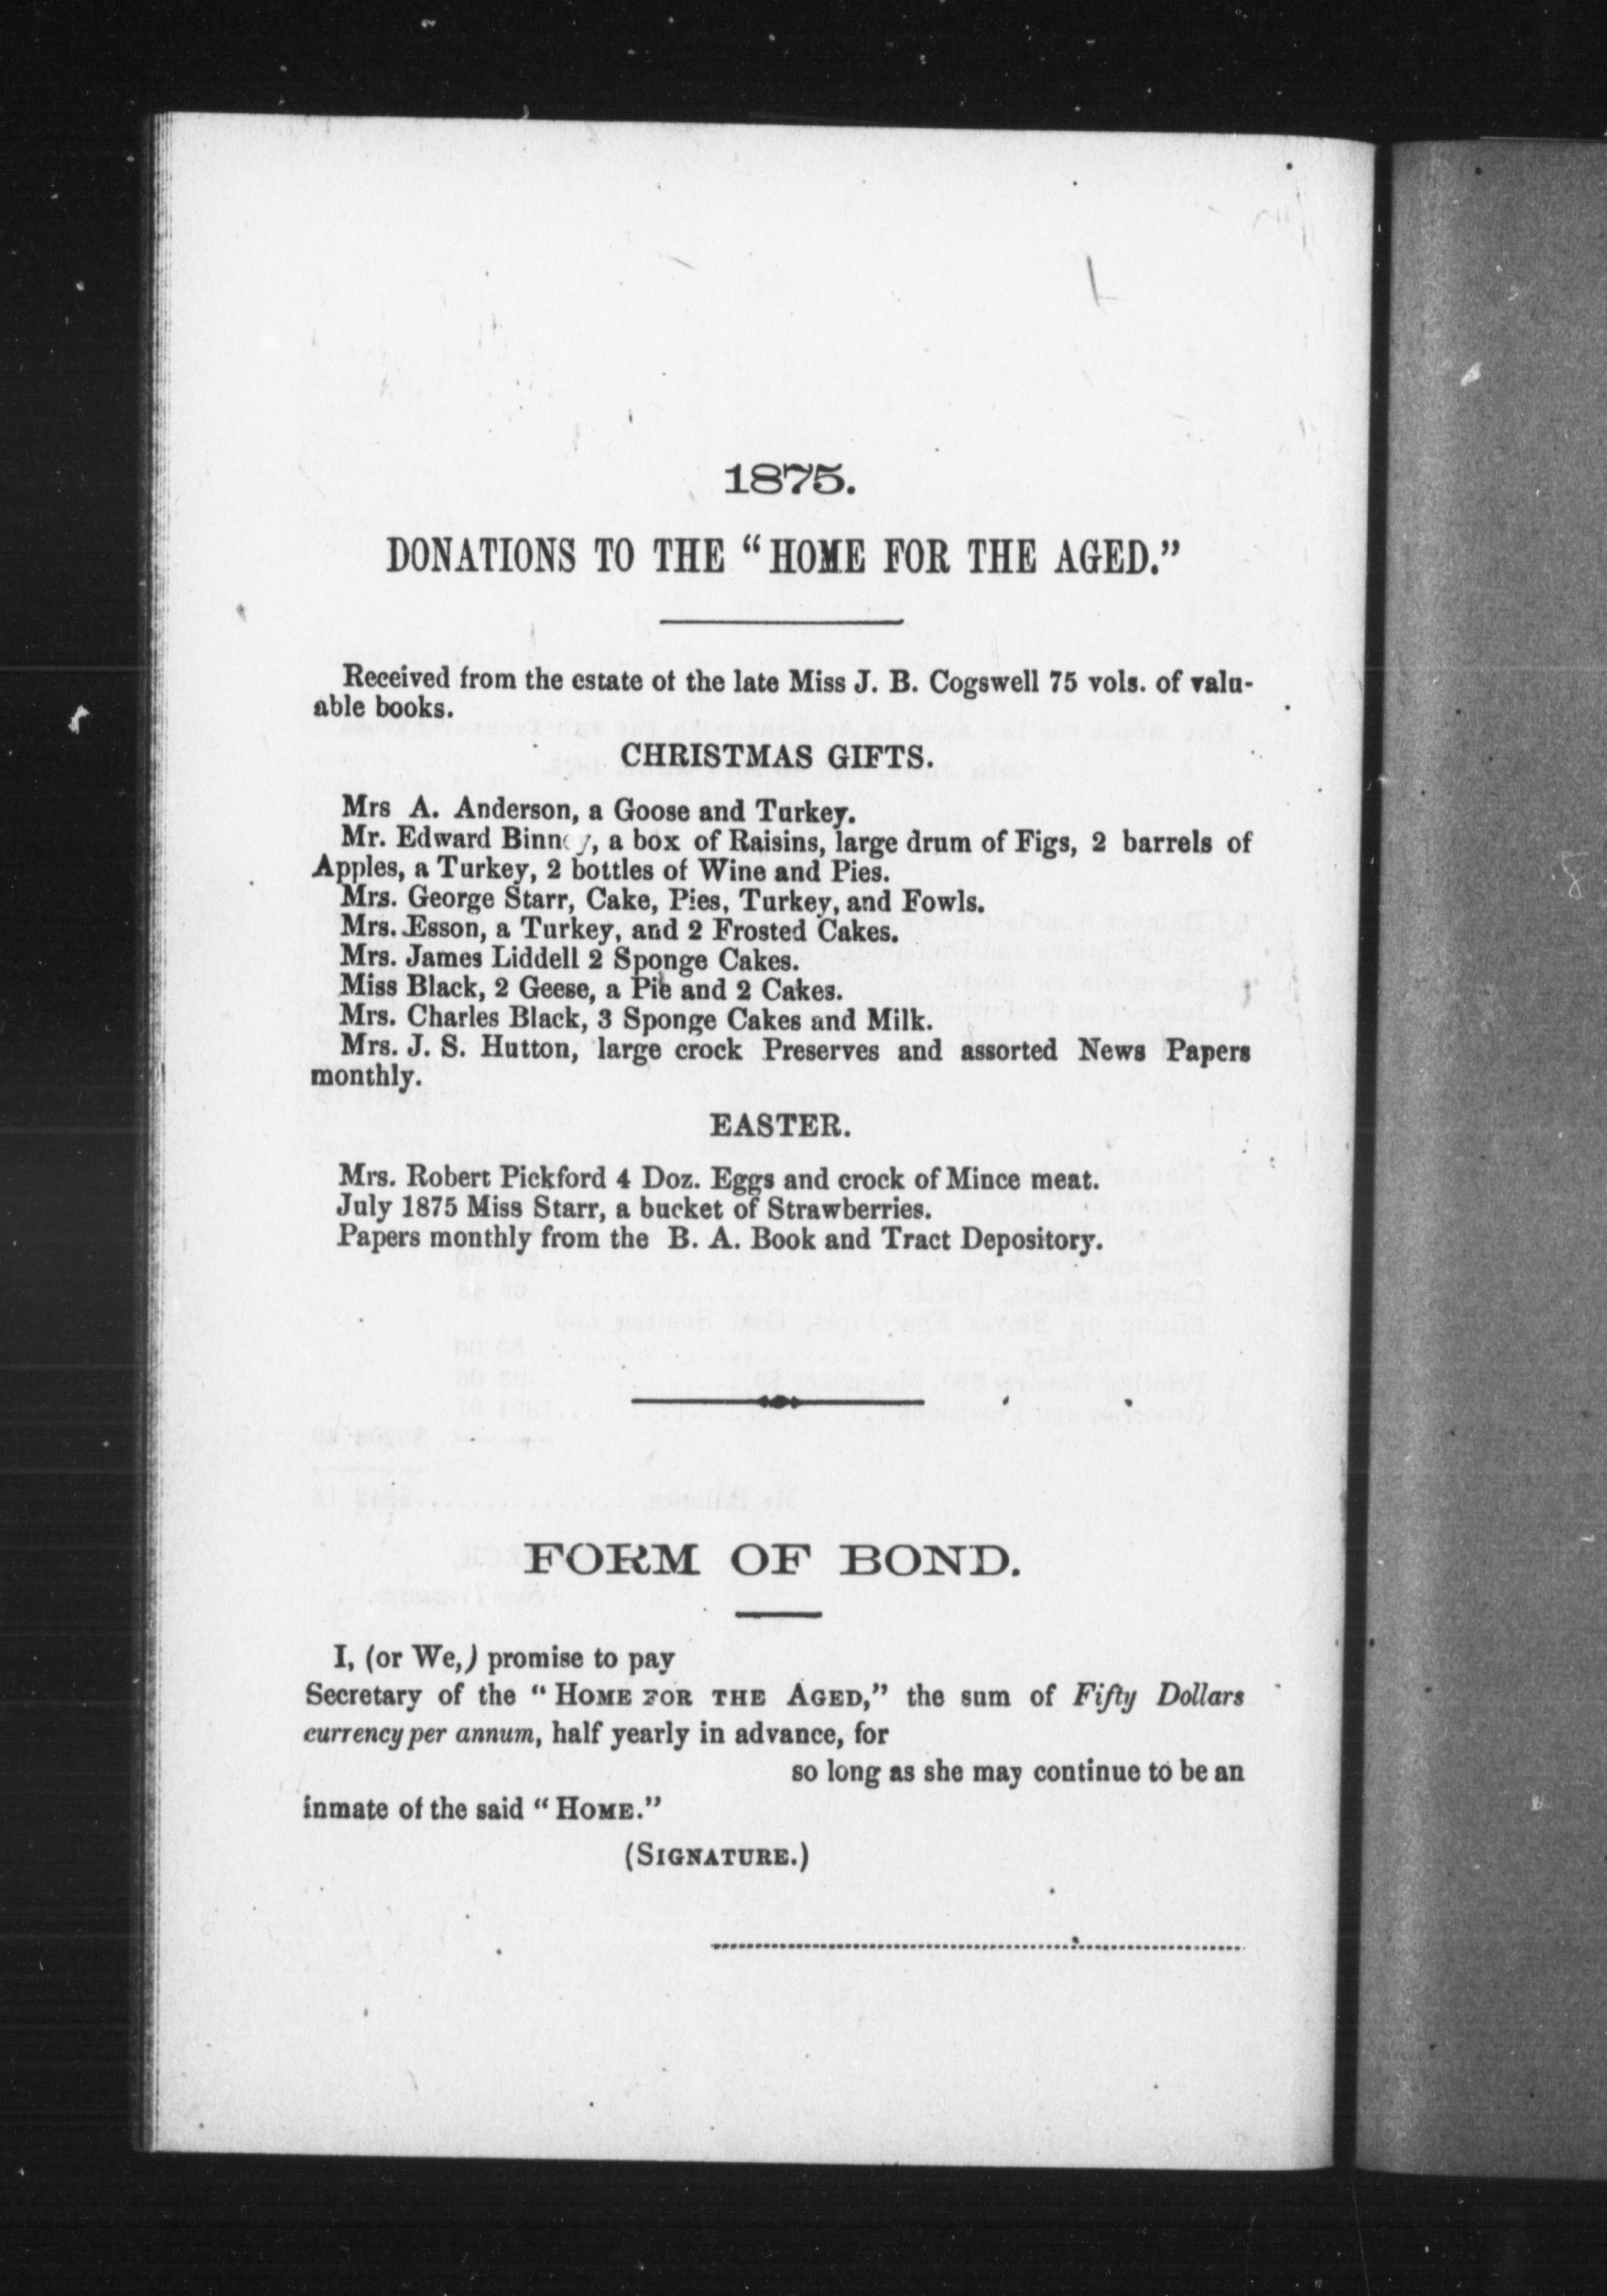 1875.
DONATIONS TO THE "HOME FOR THE AGED."
Received from the estate of the late Miss J. B. Cogswell 75 vols. of valu-
able books.
CHRISTMAS GIFTS.
Mrs A. Anderson, a Goose and Turkey.
Mr. Edward Binney, a box of Raisins, large drum of Figs, 2 barrels of
Apples, a Turkey, 2 bottles of Wine and Pies.
Mrs. George Starr, Cake, Pies, Turkey, and Fowls.
Mrs. Esson, a Turkey, and 2 Frosted Cakes.
Mrs. James Liddell 2 Sponge Cakes.
Miss Black, 2 Geese, a Pie and 2 Cakes.
Mrs. Charles Black, 3 Sponge Cakes and Milk.
Mrs. J. S. Hutton, large crock Preserves and assorted News Papers
monthly.
EASTER.
Mrs. Robert Pickford 4 Doz. Eggs and crock of Mince meat.
July 1875 Miss Starr, a bucket of Strawberries.
Papers monthly from the B. A. Book and Tract Depository.
FORM OF BOND.
I, (or We,) promise to pay
Secretary of the "HOME FOR THE AGED," the sum of Fifty Dollars
currency per annum, half yearly in advance, for
so long as she may continue to be an
inmate of the said "HOME."
(SIGNATURE.)